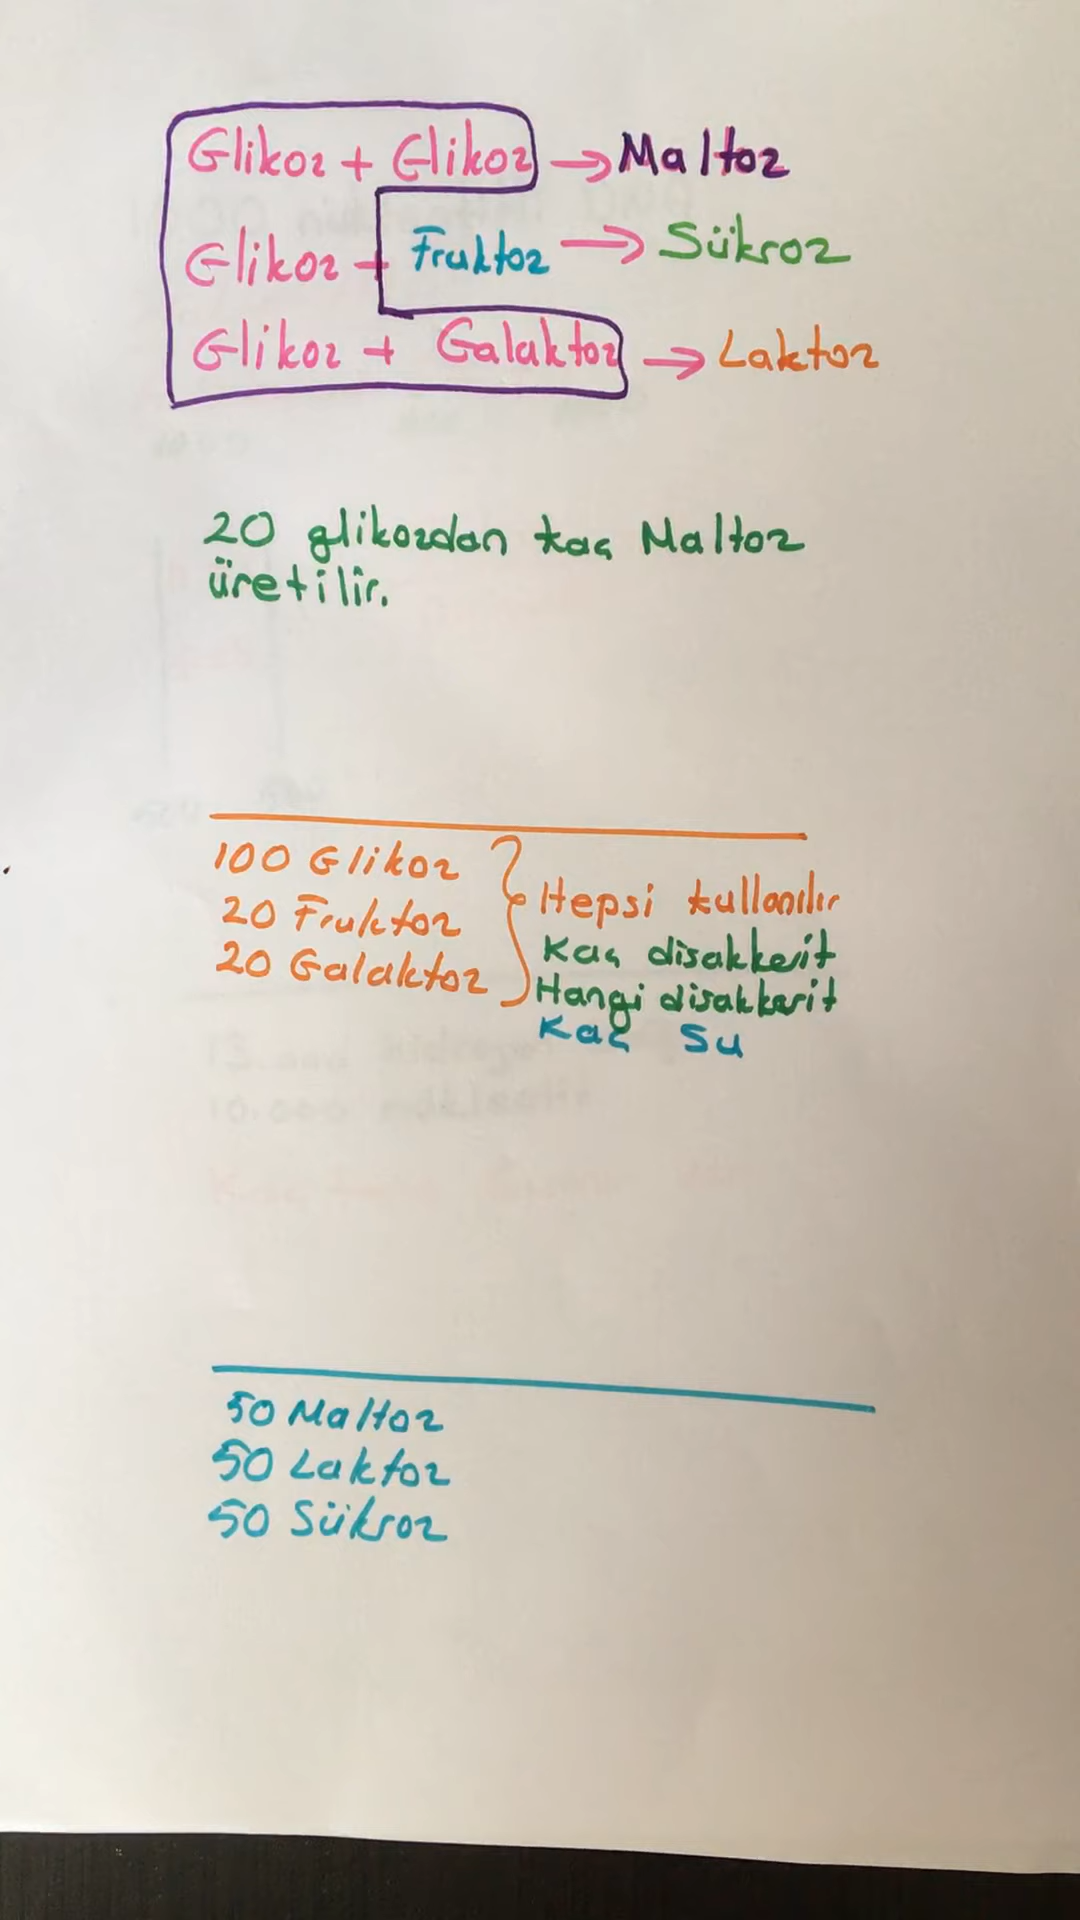 Glikoz + Glikoz → Maltoz
Glikoz + Fruktoz → Sükroz
Glikoz + Galaktoz → Laktoz
20 glikozdan kaç Maltoz
üretilir.
100 Glikoz
20 Fruktoz
20 Galaktoz
Hepsi kullanılır
Kaç disakkarit
Hangi disakkarit
Kaç Su
50 Maltoz
50 Laktoz
50 Sükroz